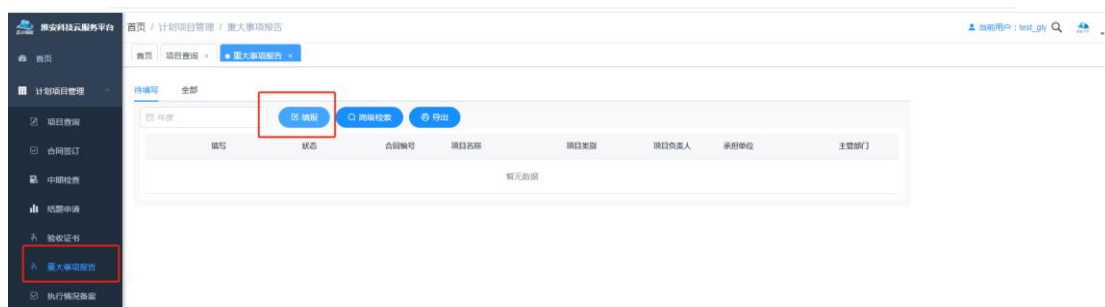 淮安科技云服务平台
首页 / 计划项目管理 / 重大事项报告
当前用户：test_gly
首页
首页 项目查询 × 重大事项报告 ×
计划项目管理
待填写 全部
项目查询
年度 填报 高级检索 导出
合同签订
填写 状态 合同编号 项目名称 项目类别 项目负责人 承担单位 主管部门
中期检查
暂无数据
结题申请
验收证书
重大事项报告
执行情况备案